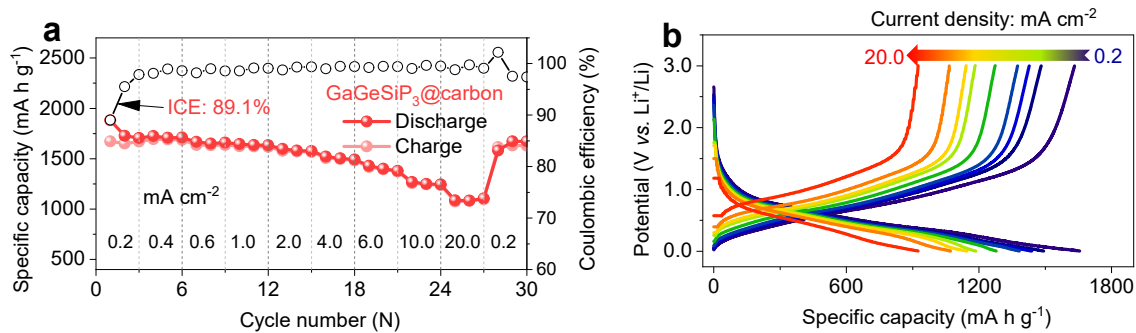 a
Specific capacity (mA h g⁻¹)
2500
2000
1500
1000
500
ICE: 89.1%
GaGeSiP₃@carbon
Discharge
Charge
mA cm⁻²
0.2 0.4 0.6 1.0 2.0 4.0 6.0 10.0 20.0 0.2
0 6 12 18 24 30
Cycle number (N)
100
90
80
70
60
Coulombic efficiency (%)
b
Current density: mA cm⁻²
20.0 0.2
Potential (V vs. Li⁺/Li)
3.0
2.0
1.0
0.0
0 600 1200 1800
Specific capacity (mA h g⁻¹)